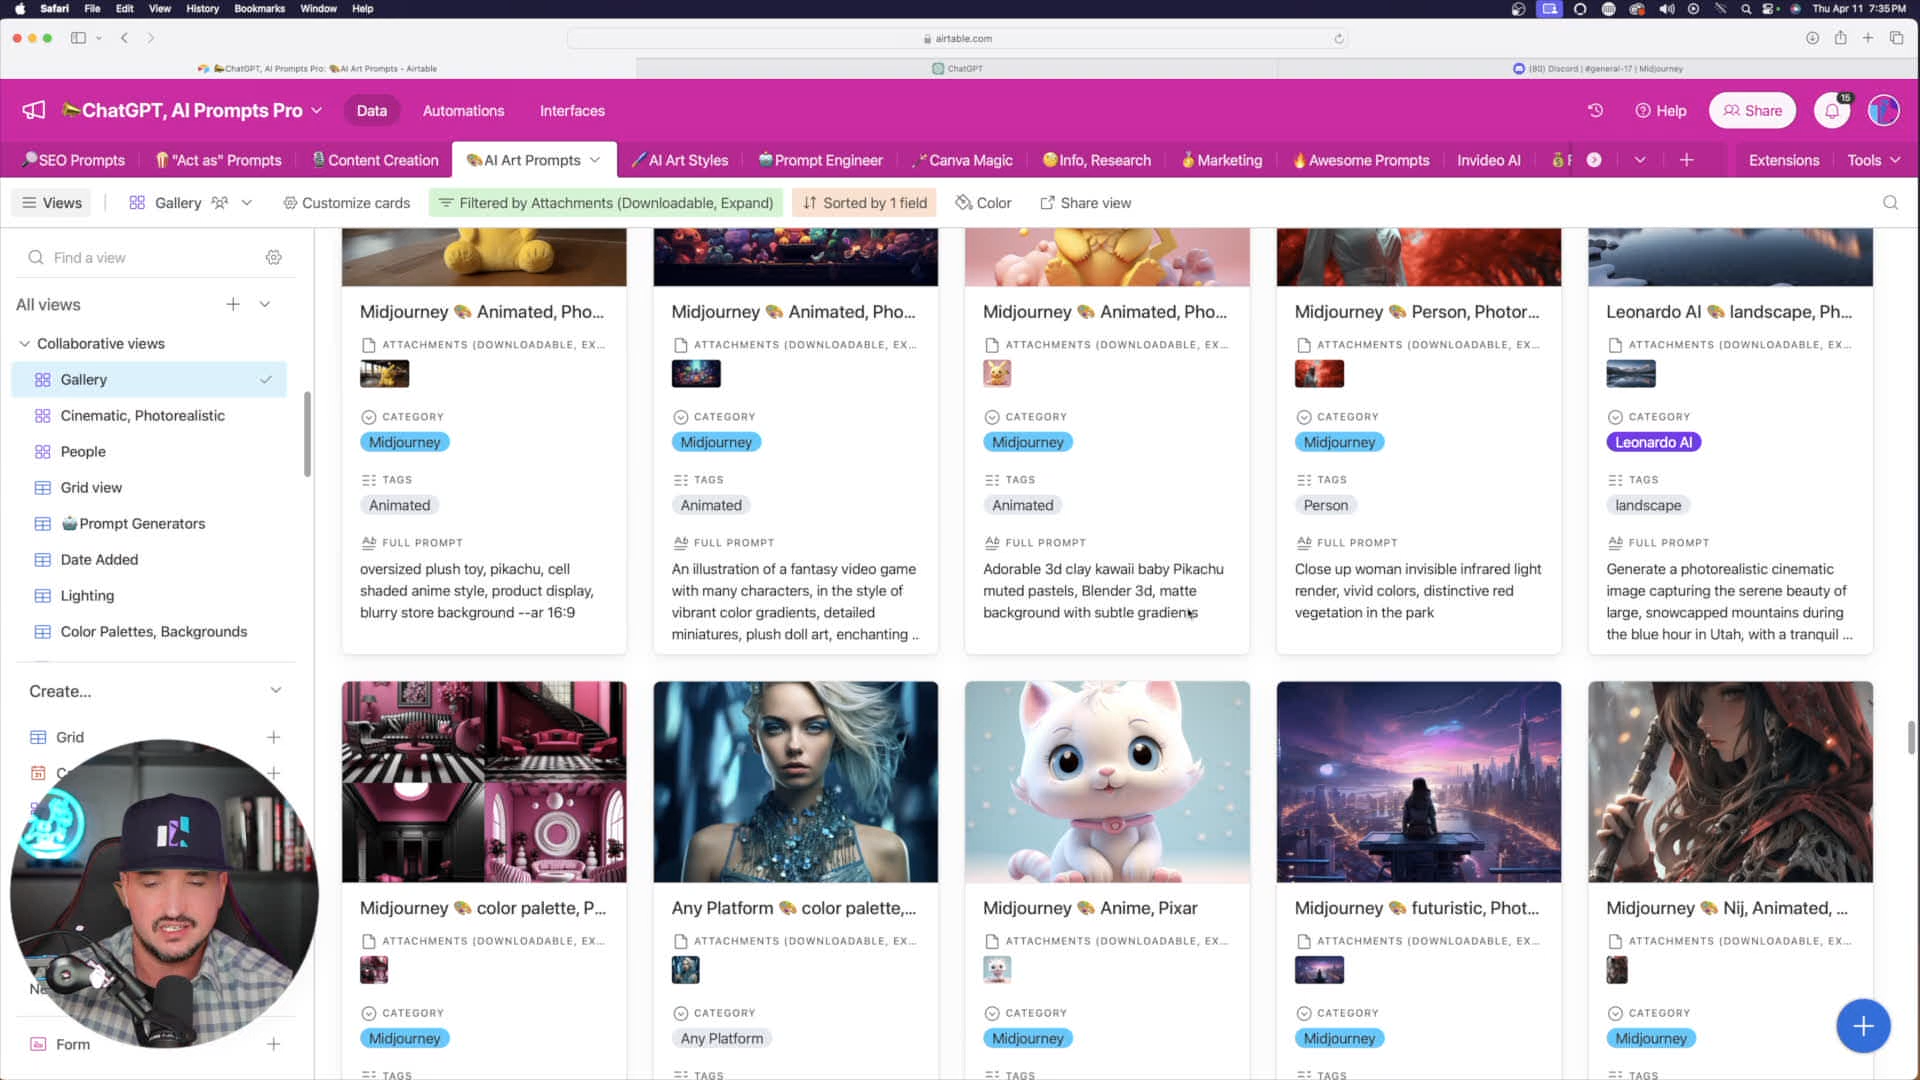 Safari File Edit View History Bookmarks Window Help Thu Apr 11 7:35 PM
airtable.com
ChatGPT, AI Prompts Pro: AI Art Prompts - Airtable ChatGPT (80) Discord | #general-17 | Midjourney
ChatGPT, AI Prompts Pro Data Automations Interfaces Help Share 15
SEO Prompts "Act as" Prompts Content Creation AI Art Prompts AI Art Styles Prompt Engineer Canva Magic Info, Research Marketing Awesome Prompts Invideo AI Extensions Tools
Views Gallery Customize cards Filtered by Attachments (Downloadable, Expand) Sorted by 1 field Color Share view
Find a view
All views
Collaborative views
Gallery
Cinematic, Photorealistic
People
Grid view
Prompt Generators
Date Added
Lighting
Color Palettes, Backgrounds
Create...
Grid
Form
Midjourney Animated, Pho...
ATTACHMENTS (DOWNLOADABLE, EX...
CATEGORY
Midjourney
TAGS
Animated
FULL PROMPT
oversized plush toy, pikachu, cell
shaded anime style, product display,
blurry store background --ar 16:9
Midjourney Animated, Pho...
ATTACHMENTS (DOWNLOADABLE, EX...
CATEGORY
Midjourney
TAGS
Animated
FULL PROMPT
An illustration of a fantasy video game
with many characters, in the style of
vibrant color gradients, detailed
miniatures, plush doll art, enchanting ..
Midjourney Animated, Pho...
ATTACHMENTS (DOWNLOADABLE, EX...
CATEGORY
Midjourney
TAGS
Animated
FULL PROMPT
Adorable 3d clay kawaii baby Pikachu
muted pastels, Blender 3d, matte
background with subtle gradients
Midjourney Person, Photor...
ATTACHMENTS (DOWNLOADABLE, EX...
CATEGORY
Midjourney
TAGS
Person
FULL PROMPT
Close up woman invisible infrared light
render, vivid colors, distinctive red
vegetation in the park
Leonardo AI landscape, Ph...
ATTACHMENTS (DOWNLOADABLE, EX...
CATEGORY
Leonardo AI
TAGS
landscape
FULL PROMPT
Generate a photorealistic cinematic
image capturing the serene beauty of
large, snowcapped mountains during
the blue hour in Utah, with a tranquil ...
Midjourney color palette, P...
ATTACHMENTS (DOWNLOADABLE, EX...
CATEGORY
Midjourney
TAGS
Any Platform color palette,...
ATTACHMENTS (DOWNLOADABLE, EX...
CATEGORY
Any Platform
TAGS
Midjourney Anime, Pixar
ATTACHMENTS (DOWNLOADABLE, EX...
CATEGORY
Midjourney
TAGS
Midjourney futuristic, Phot...
ATTACHMENTS (DOWNLOADABLE, EX...
CATEGORY
Midjourney
TAGS
Midjourney Nij, Animated, ...
ATTACHMENTS (DOWNLOADABLE, EX...
CATEGORY
Midjourney
TAGS